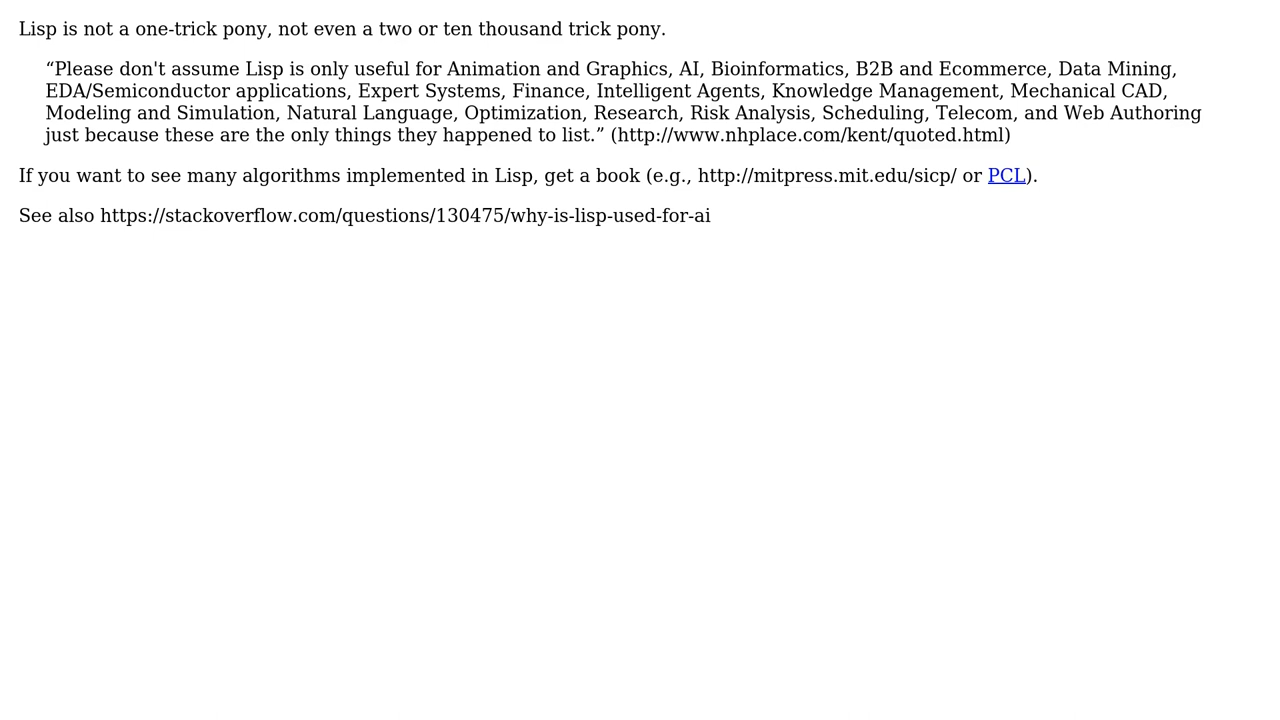 Lisp is not a one-trick pony, not even a two or ten thousand trick pony.
“Please don't assume Lisp is only useful for Animation and Graphics, AI, Bioinformatics, B2B and Ecommerce, Data Mining,
EDA/Semiconductor applications, Expert Systems, Finance, Intelligent Agents, Knowledge Management, Mechanical CAD,
Modeling and Simulation, Natural Language, Optimization, Research, Risk Analysis, Scheduling, Telecom, and Web Authoring
just because these are the only things they happened to list.” (http://www.nhplace.com/kent/quoted.html)
If you want to see many algorithms implemented in Lisp, get a book (e.g., http://mitpress.mit.edu/sicp/ or PCL).
See also https://stackoverflow.com/questions/130475/why-is-lisp-used-for-ai